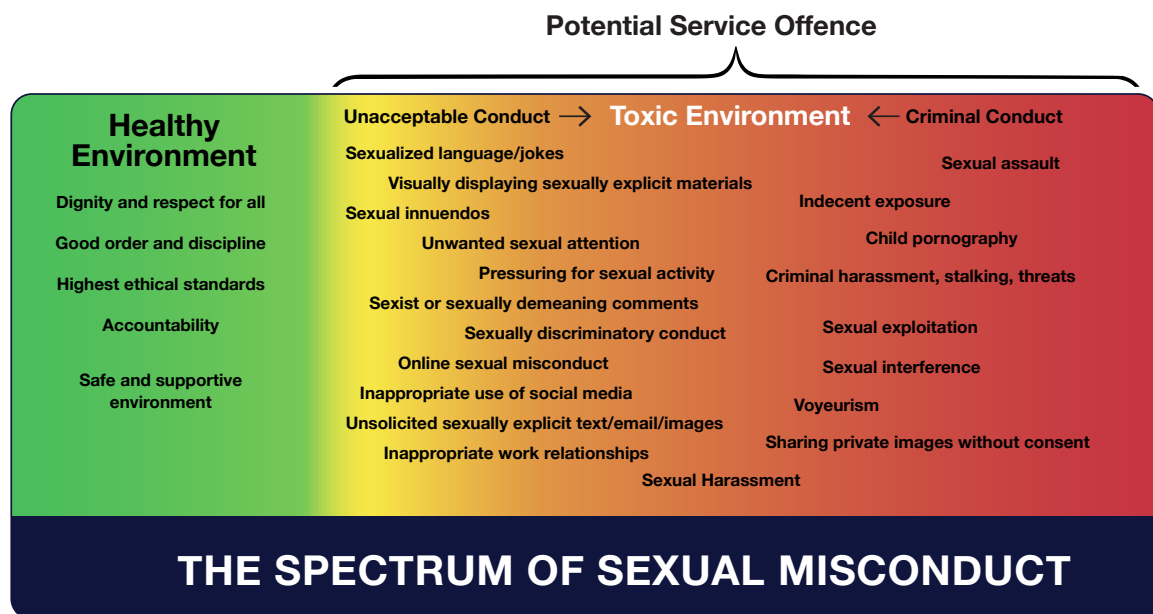 Potential Service Offence
Healthy
Environment
Dignity and respect for all
Good order and discipline
Highest ethical standards
Accountability
Safe and supportive
environment
Unacceptable Conduct → Toxic Environment ← Criminal Conduct
Sexualized language/jokes
Visually displaying sexually explicit materials
Sexual innuendos
Unwanted sexual attention
Pressuring for sexual activity
Sexist or sexually demeaning comments
Sexually discriminatory conduct
Online sexual misconduct
Inappropriate use of social media
Unsolicited sexually explicit text/email/images
Inappropriate work relationships
Sexual Harassment
Sexual assault
Indecent exposure
Child pornography
Criminal harassment, stalking, threats
Sexual exploitation
Sexual interference
Voyeurism
Sharing private images without consent
THE SPECTRUM OF SEXUAL MISCONDUCT